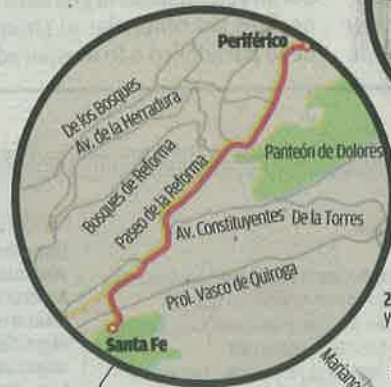 Periférico
De los Bosques
Av. de la Herradura
Bosques de Reforma
Paseo de la Reforma
Panteón de Dolores
Av. Constituyentes
De la Torres
Prol. Vasco de Quiroga
Santa Fe